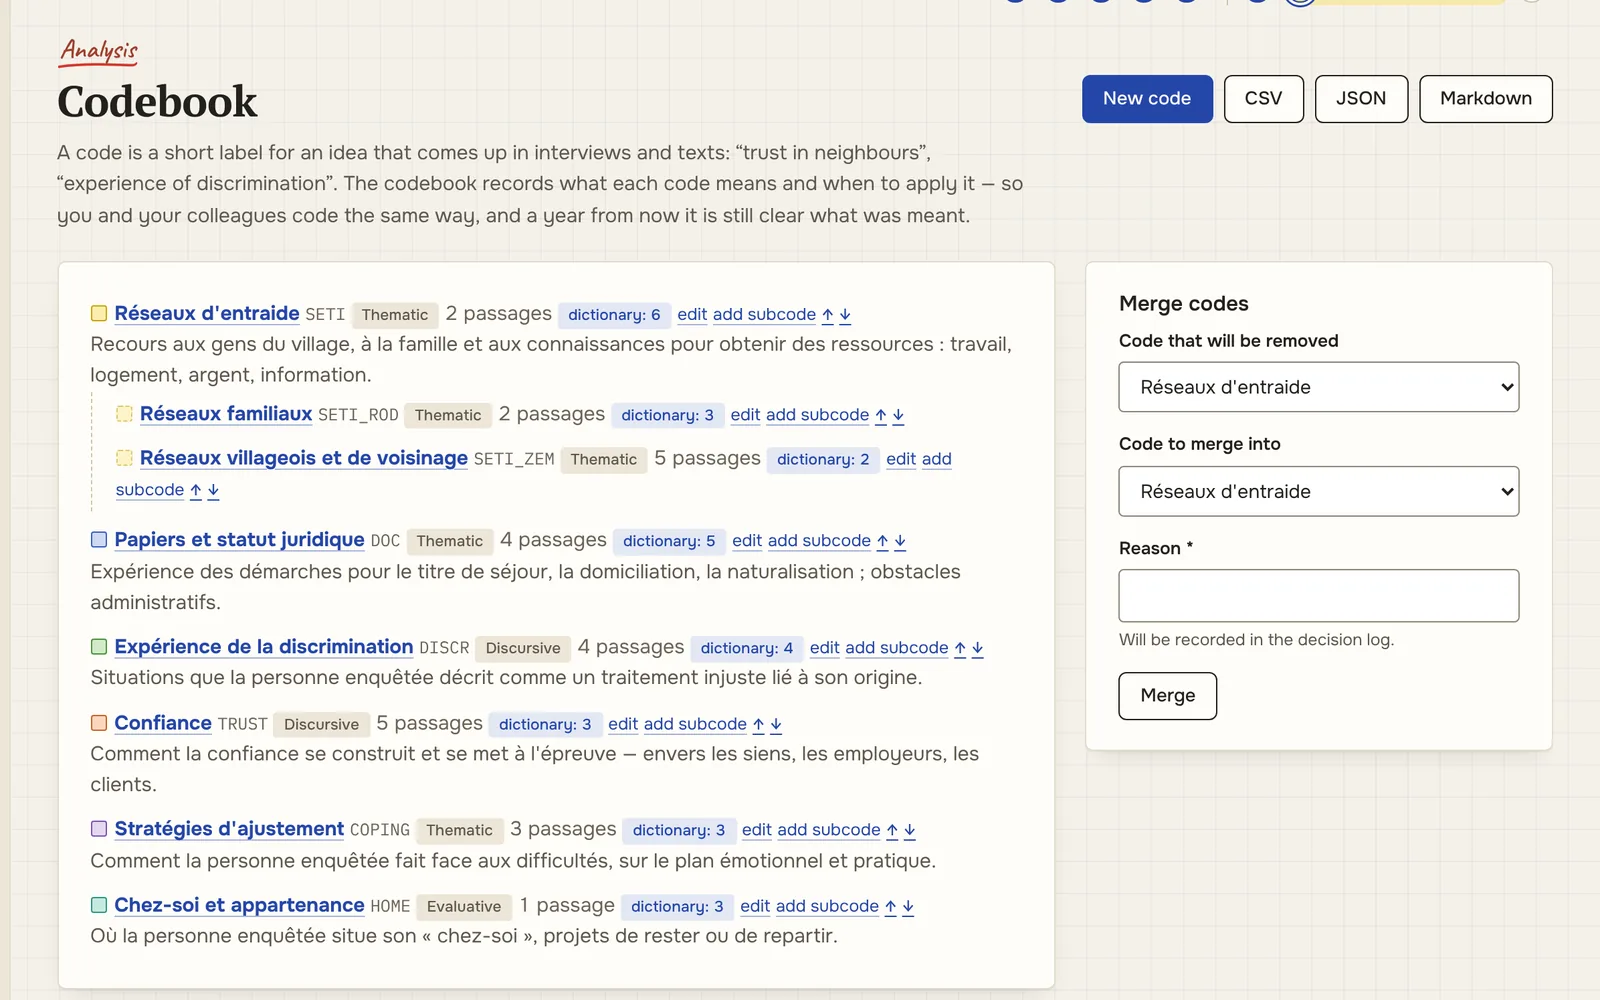 Analysis
Codebook
New code CSV JSON Markdown
A code is a short label for an idea that comes up in interviews and texts: “trust in neighbours”,
“experience of discrimination”. The codebook records what each code means and when to apply it — so
you and your colleagues code the same way, and a year from now it is still clear what was meant.
Réseaux d'entraide SETI Thematic 2 passages dictionary: 6 edit add subcode ↑ ↓
Recours aux gens du village, à la famille et aux connaissances pour obtenir des ressources : travail,
logement, argent, information.
Réseaux familiaux SETI_ROD Thematic 2 passages dictionary: 3 edit add subcode ↑ ↓
Réseaux villageois et de voisinage SETI_ZEM Thematic 5 passages dictionary: 2 edit add
subcode ↑ ↓
Papiers et statut juridique DOC Thematic 4 passages dictionary: 5 edit add subcode ↑ ↓
Expérience des démarches pour le titre de séjour, la domiciliation, la naturalisation ; obstacles
administratifs.
Expérience de la discrimination DISCR Discursive 4 passages dictionary: 4 edit add subcode ↑ ↓
Situations que la personne enquêtée décrit comme un traitement injuste lié à son origine.
Confiance TRUST Discursive 5 passages dictionary: 3 edit add subcode ↑ ↓
Comment la confiance se construit et se met à l'épreuve — envers les siens, les employeurs, les
clients.
Stratégies d'ajustement COPING Thematic 3 passages dictionary: 3 edit add subcode ↑ ↓
Comment la personne enquêtée fait face aux difficultés, sur le plan émotionnel et pratique.
Chez-soi et appartenance HOME Evaluative 1 passage dictionary: 3 edit add subcode ↑ ↓
Où la personne enquêtée situe son « chez-soi », projets de rester ou de repartir.
Merge codes
Code that will be removed
Réseaux d'entraide
Code to merge into
Réseaux d'entraide
Reason *
Will be recorded in the decision log.
Merge